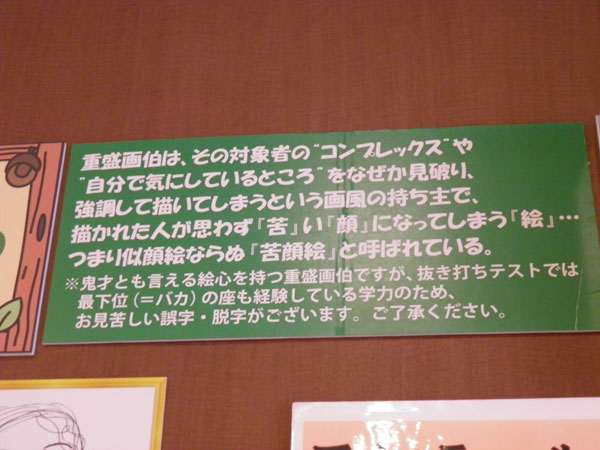 重盛画伯は、その対象者の"コンプレックス"や
"自分で気にしているところ"をなぜか見破り、
強調して描いてしまうという画風の持ち主で、
描かれた人が思わず「苦」い「顔」になってしまう「絵」…
つまり似顔絵ならぬ「苦顔絵」と呼ばれている。
※鬼才とも言える絵心を持つ重盛画伯ですが、抜き打ちテストでは
最下位(=バカ)の座も経験している学力のため、
お見苦しい誤字・脱字がございます。ご了承ください。